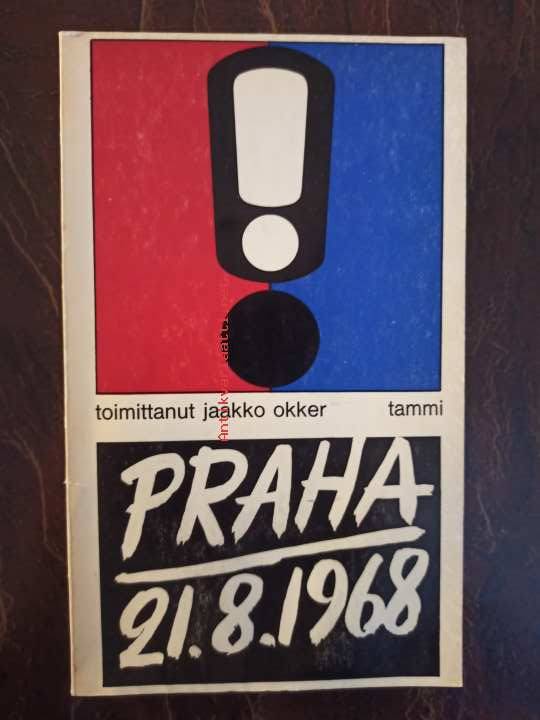 toimittanut jaakko okker tammi
PRAHA
21.8.1968